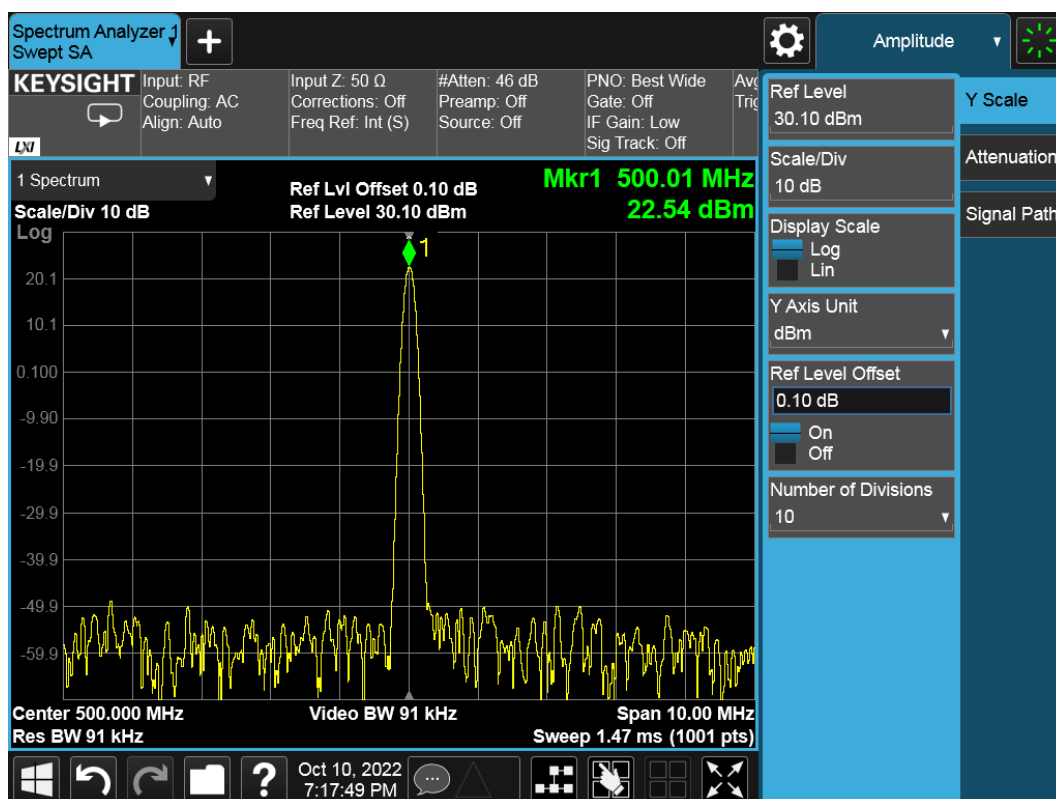 Spectrum Analyzer 1
Swept SA
Amplitude
KEYSIGHT
LXI
Input: RF
Coupling: AC
Align: Auto
Input Z: 50 Ω
Corrections: Off
Freq Ref: Int (S)
#Atten: 46 dB
Preamp: Off
Source: Off
PNO: Best Wide
Gate: Off
IF Gain: Low
Sig Track: Off
Avg
Trig
1 Spectrum
Scale/Div 10 dB
Ref Lvl Offset 0.10 dB
Ref Level 30.10 dBm
Mkr1 500.01 MHz
22.54 dBm
Log
1
20.1
10.1
0.100
-9.90
-19.9
-29.9
-39.9
-49.9
-59.9
Center 500.000 MHz
Video BW 91 kHz
Span 10.00 MHz
Res BW 91 kHz
Sweep 1.47 ms (1001 pts)
Ref Level
30.10 dBm
Scale/Div
10 dB
Display Scale
Log
Lin
Y Axis Unit
dBm
Ref Level Offset
0.10 dB
On
Off
Number of Divisions
10
Y Scale
Attenuation
Signal Path
?
Oct 10, 2022
7:17:49 PM